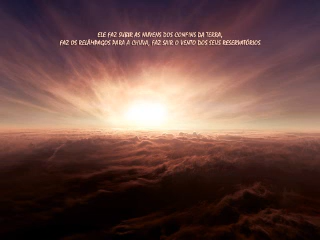 ELE FAZ SUBIR AS NUVENS DOS CONFINS DA TERRA,
FAZ OS RELÂMPAGOS PARA A CHUVA, FAZ SAIR O VENTO DOS SEUS RESERVATÓRIOS.